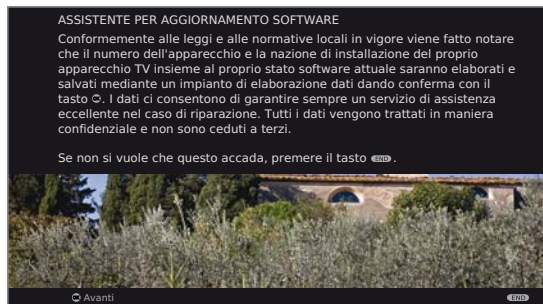 ASSISTENTE PER AGGIORNAMENTO SOFTWARE
Conformemente alle leggi e alle normative locali in vigore viene fatto notare
che il numero dell'apparecchio e la nazione di installazione del proprio
apparecchio TV insieme al proprio stato software attuale saranno elaborati e
salvati mediante un impianto di elaborazione dati dando conferma con il
tasto . I dati ci consentono di garantire sempre un servizio di assistenza
eccellente nel caso di riparazione. Tutti i dati vengono trattati in maniera
confidenziale e non sono ceduti a terzi.
Se non si vuole che questo accada, premere il tasto END.
Avanti
END